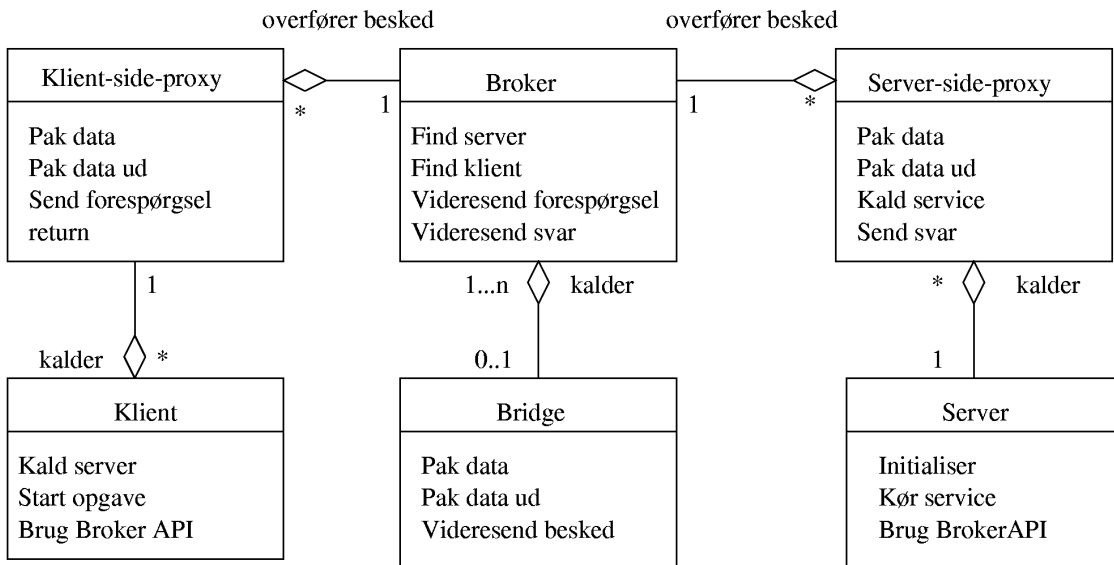 overfører besked
overfører besked
Klient-side-proxy
Pak data
Pak data ud
Send forespørgsel
return
*
1
Broker
Find server
Find klient
Videresend forespørgsel
Videresend svar
1
*
Server-side-proxy
Pak data
Pak data ud
Kald service
Send svar
1
kalder
*
1...n
kalder
0..1
*
kalder
1
Klient
Kald server
Start opgave
Brug Broker API
Bridge
Pak data
Pak data ud
Videresend besked
Server
Initialiser
Kør service
Brug BrokerAPI